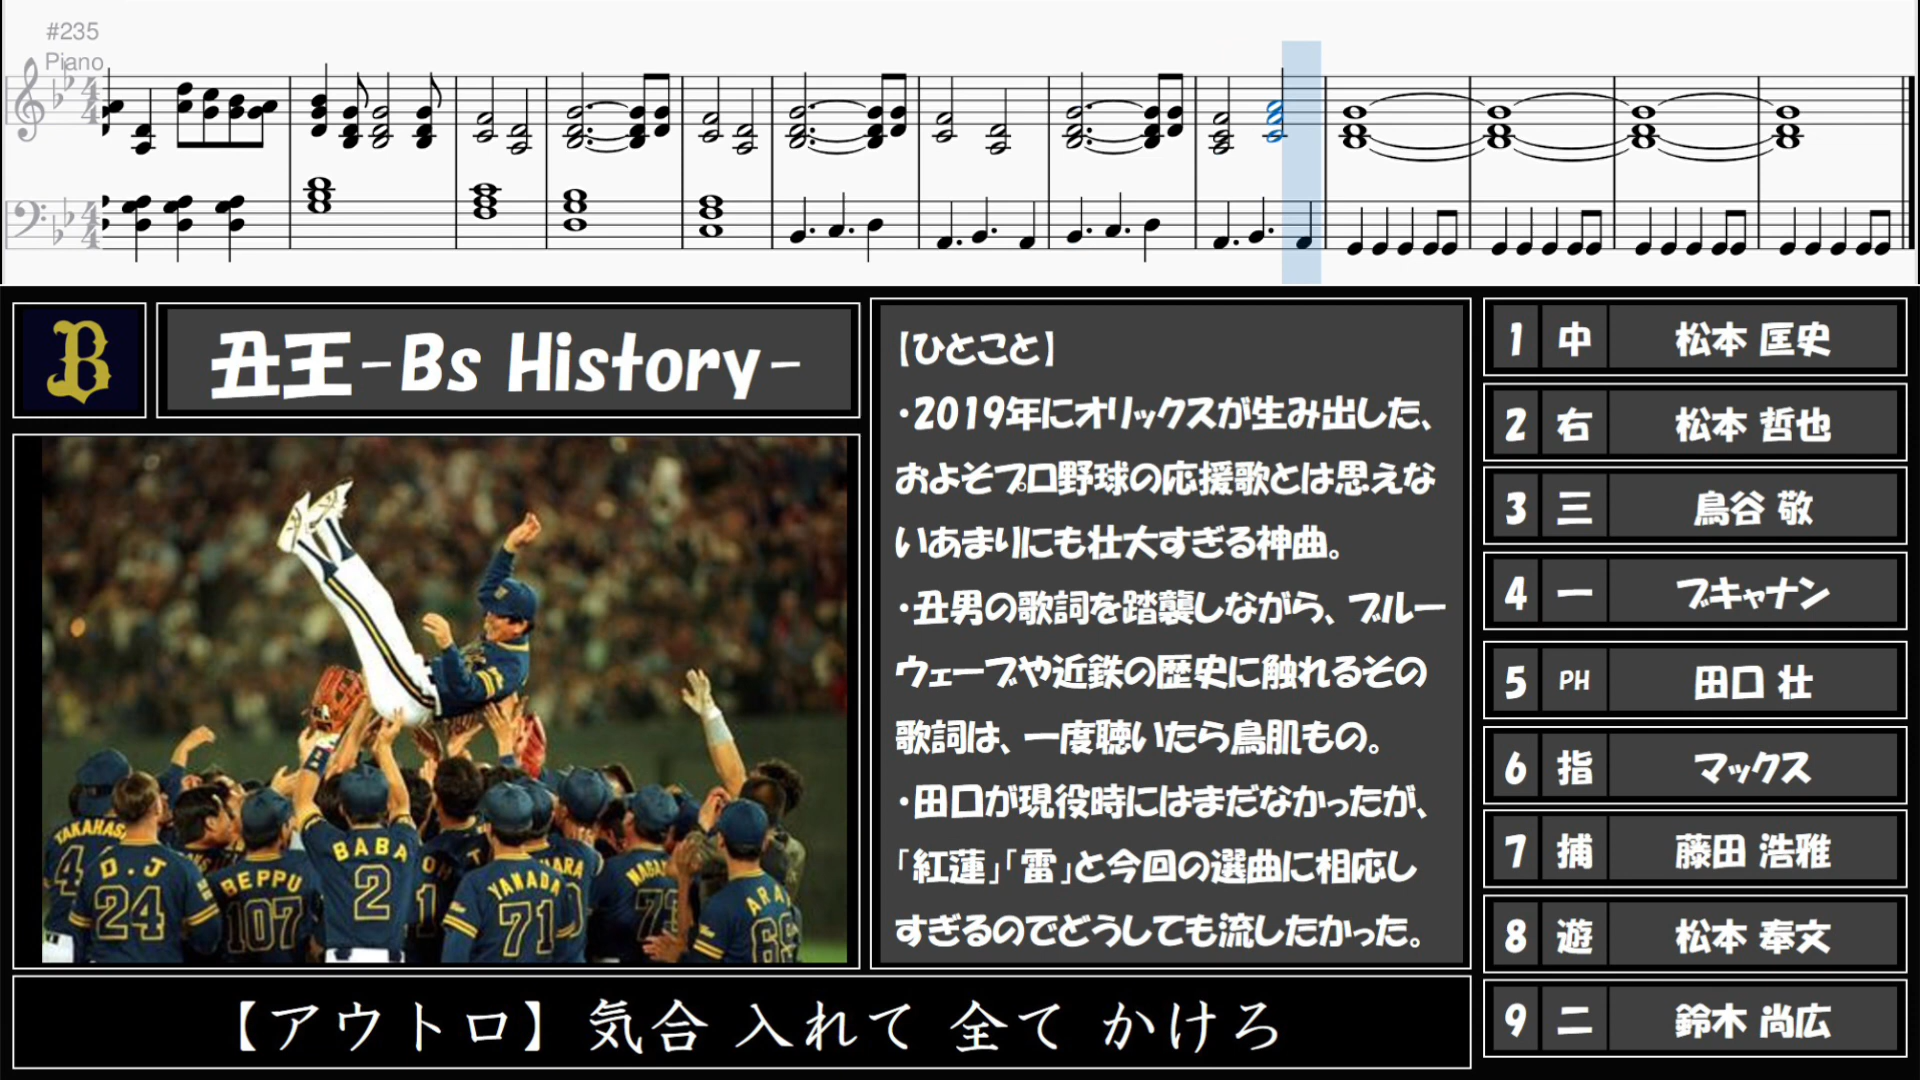 #235
Piano
B
丑王-Bs History-
【ひとこと】
・2019年にオリックスが生み出した、
およそプロ野球の応援歌とは思えな
いあまりにも壮大すぎる神曲。
・丑男の歌詞を踏襲しながら、ブルー
ウェーブや近鉄の歴史に触れるその
歌詞は、一度聴いたら鳥肌もの。
・田口が現役時にはまだなかったが、
「紅蓮」「雷」と今回の選曲に相応し
すぎるのでどうしても流したかった。
1 中 松本 匡史
2 右 松本 哲也
3 三 鳥谷 敬
4 一 ブキャナン
5 PH 田口 壮
6 指 マックス
7 捕 藤田 浩雅
8 遊 松本 奉文
9 二 鈴木 尚広
D.J
24
BEPPU
107
BABA
2
YAMADA
71
【アウトロ】 気合 入れて 全て かけろ